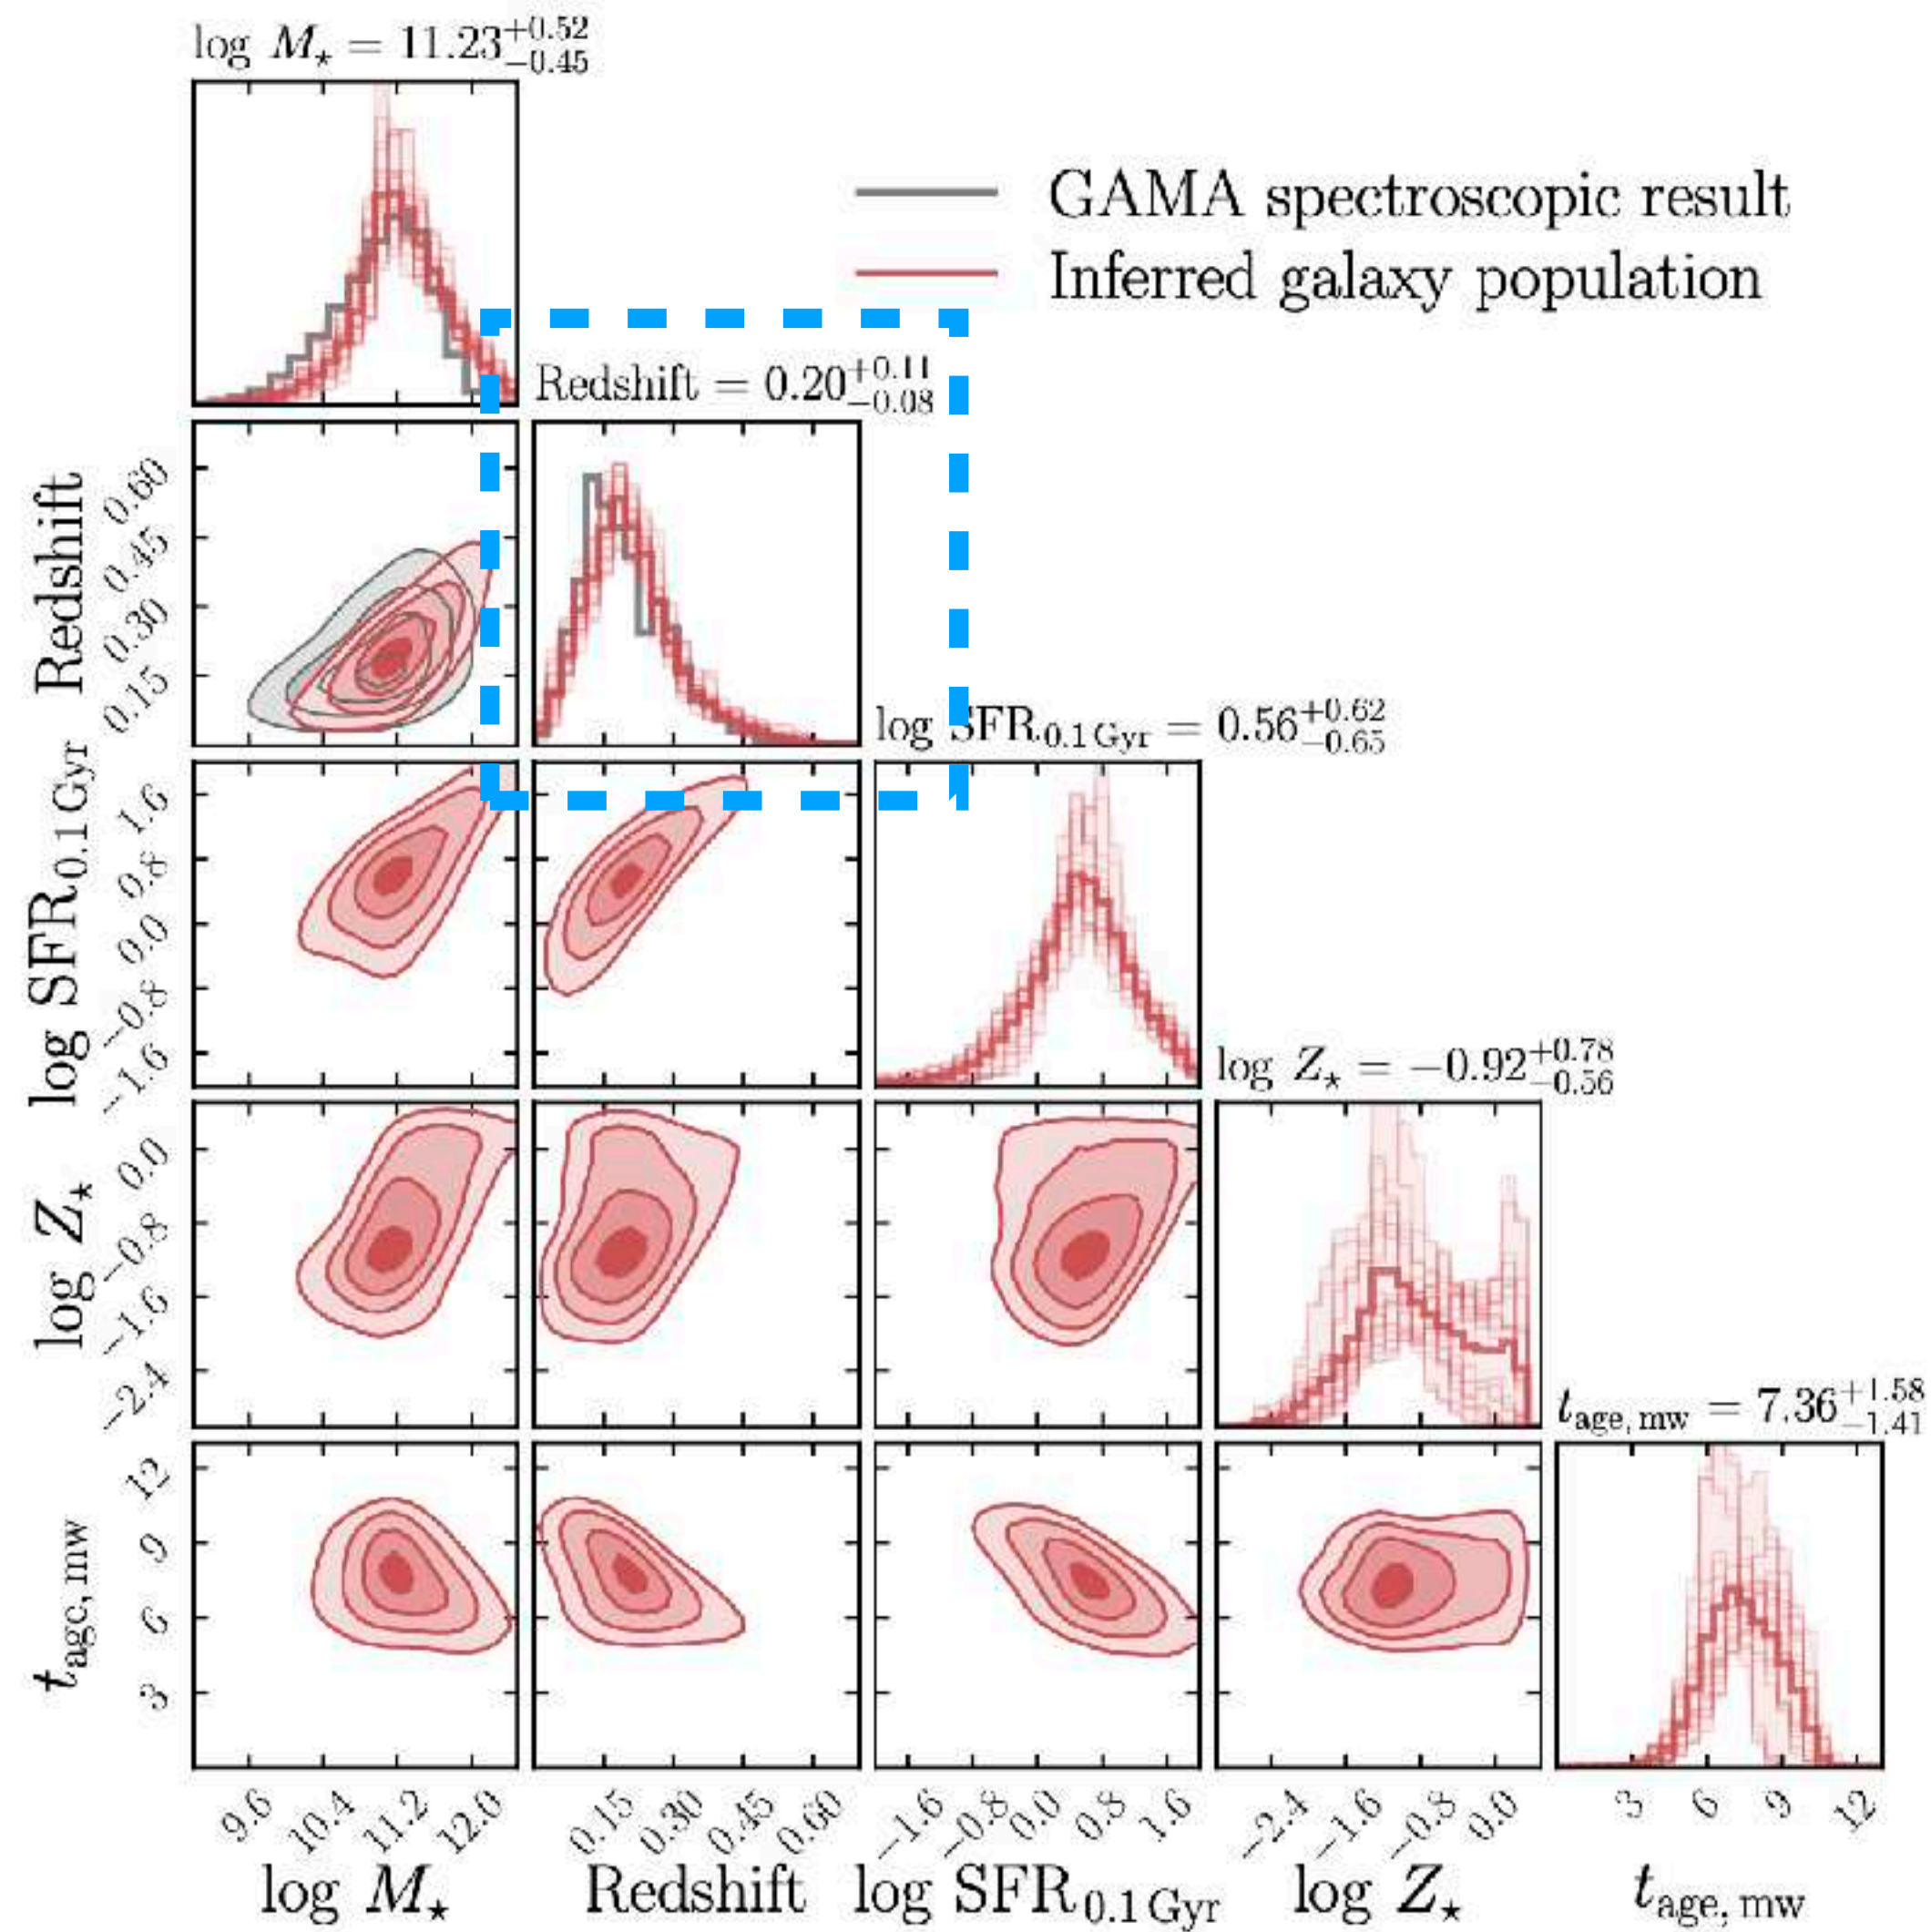 log M⋆ = 11.23 +0.52 −0.45
GAMA spectroscopic result
Inferred galaxy population
Redshift = 0.20 +0.11 −0.08
Redshift
0.60
0.45
0.30
0.15
log SFR0.1 Gyr = 0.56 +0.62 −0.65
log SFR0.1 Gyr
1.6
0.8
0.0
−0.8
−1.6
log Z⋆ = −0.92 +0.78 −0.56
log Z⋆
0.0
−0.8
−1.6
−2.4
tage, mw = 7.36 +1.58 −1.41
tage, mw
12
9
6
3
9.6 10.4 11.2 12.0 0.15 0.30 0.45 0.60 −1.6 −0.8 −0.0 0.8 1.6 −2.4 −1.6 −0.8 0.0 3 6 9 12
log M⋆ Redshift log SFR0.1 Gyr log Z⋆ tage, mw